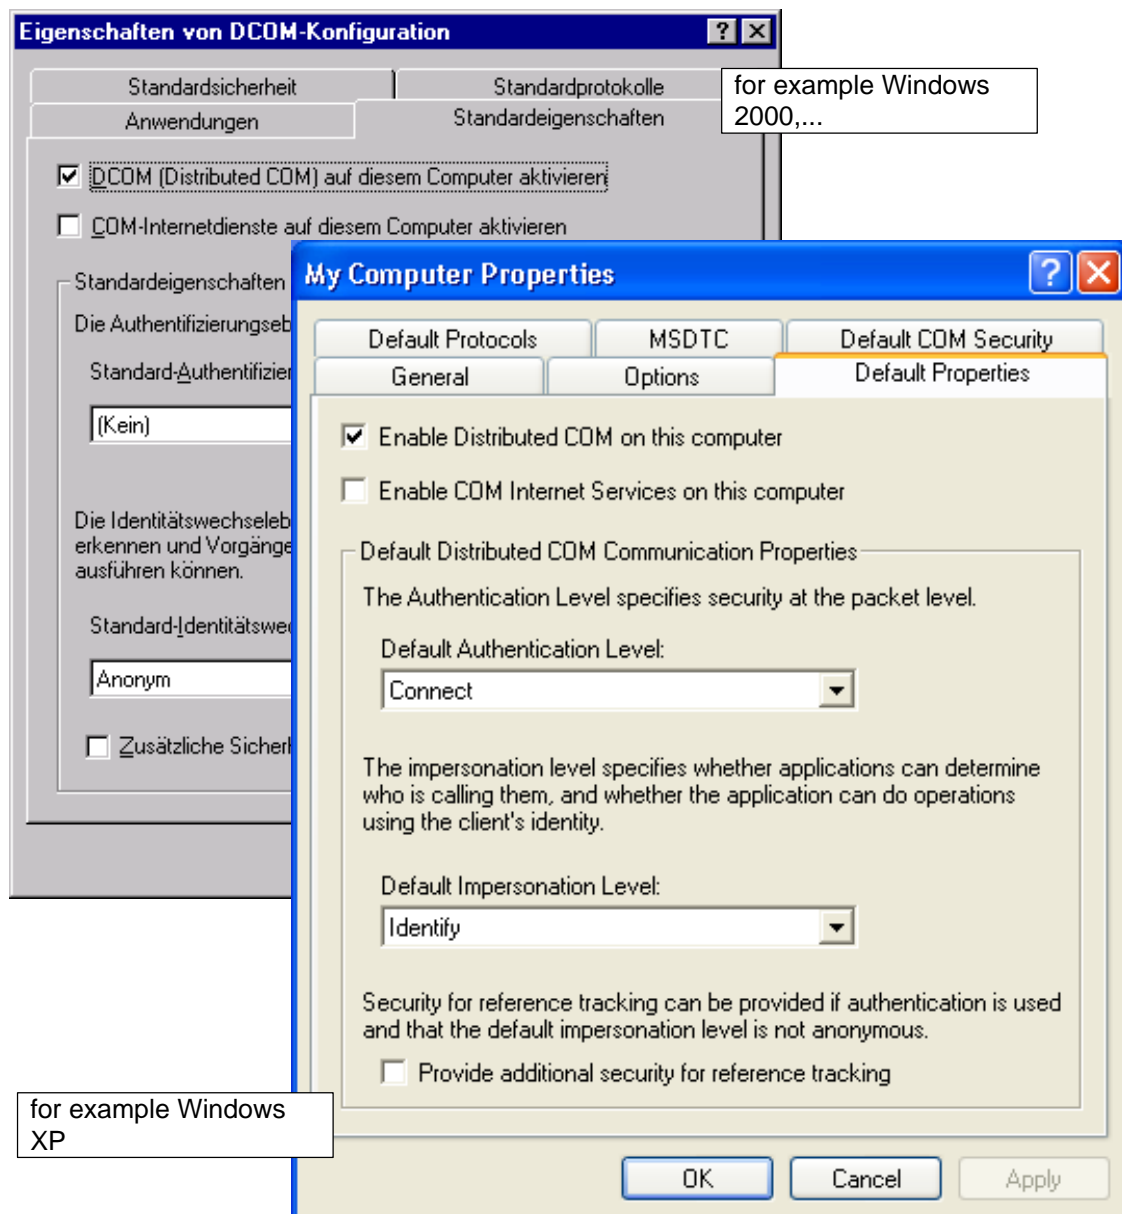 Eigenschaften von DCOM-Konfiguration
Standardsicherheit
Standardprotokolle
Anwendungen
Standardeigenschaften
for example Windows
2000,...
DCOM (Distributed COM) auf diesem Computer aktivieren
COM-Internetdienste auf diesem Computer aktivieren
Standardeigenschaften
Die Authentifizierungseb
Standard-Authentifizier
(Kein)
Die Identitätswechseleb
erkennen und Vorgänge
ausführen können.
Standard-Identitätswec
Anonym
Zusätzliche Sicherh
My Computer Properties
Default Protocols
MSDTC
Default COM Security
General
Options
Default Properties
Enable Distributed COM on this computer
Enable COM Internet Services on this computer
Default Distributed COM Communication Properties
The Authentication Level specifies security at the packet level.
Default Authentication Level:
Connect
The impersonation level specifies whether applications can determine
who is calling them, and whether the application can do operations
using the client's identity.
Default Impersonation Level:
Identify
Security for reference tracking can be provided if authentication is used
and that the default impersonation level is not anonymous.
Provide additional security for reference tracking
for example Windows
XP
OK
Cancel
Apply